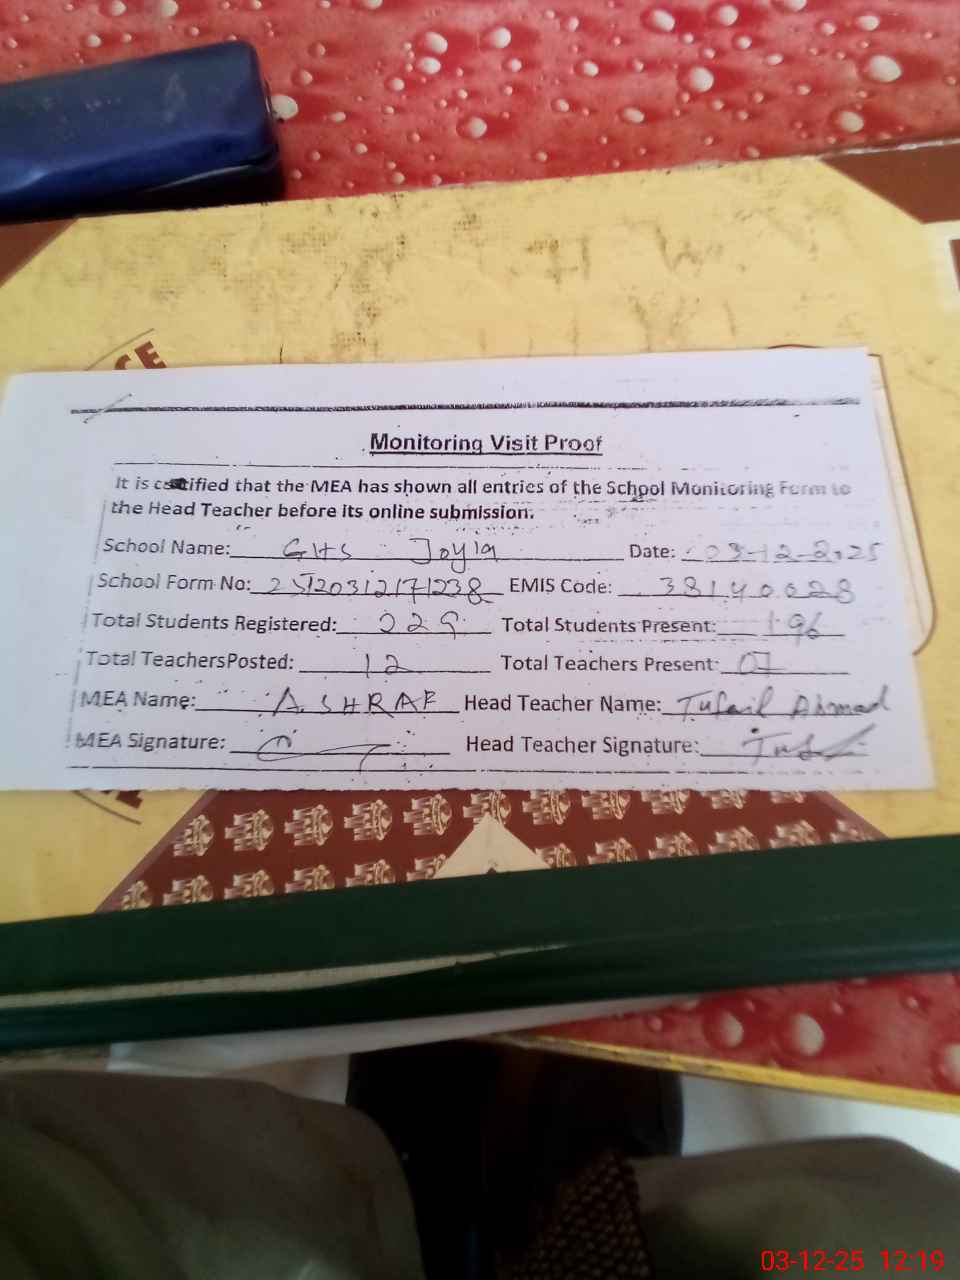 CE
Monitoring Visit Proof
It is certified that the MEA has shown all entries of the School Monitoring Form to
the Head Teacher before its online submission.
School Name: GHS Joyia Date: 03-12-2025
School Form No: EMIS Code: 38140028
Total Students Registered: 229 Total Students Present: 196
Total TeachersPosted: 12 Total Teachers Present: 07
MEA Name: ASHRAF Head Teacher Name: Tufail Ahmad
MEA Signature: Head Teacher Signature:
03-12-25 12:19